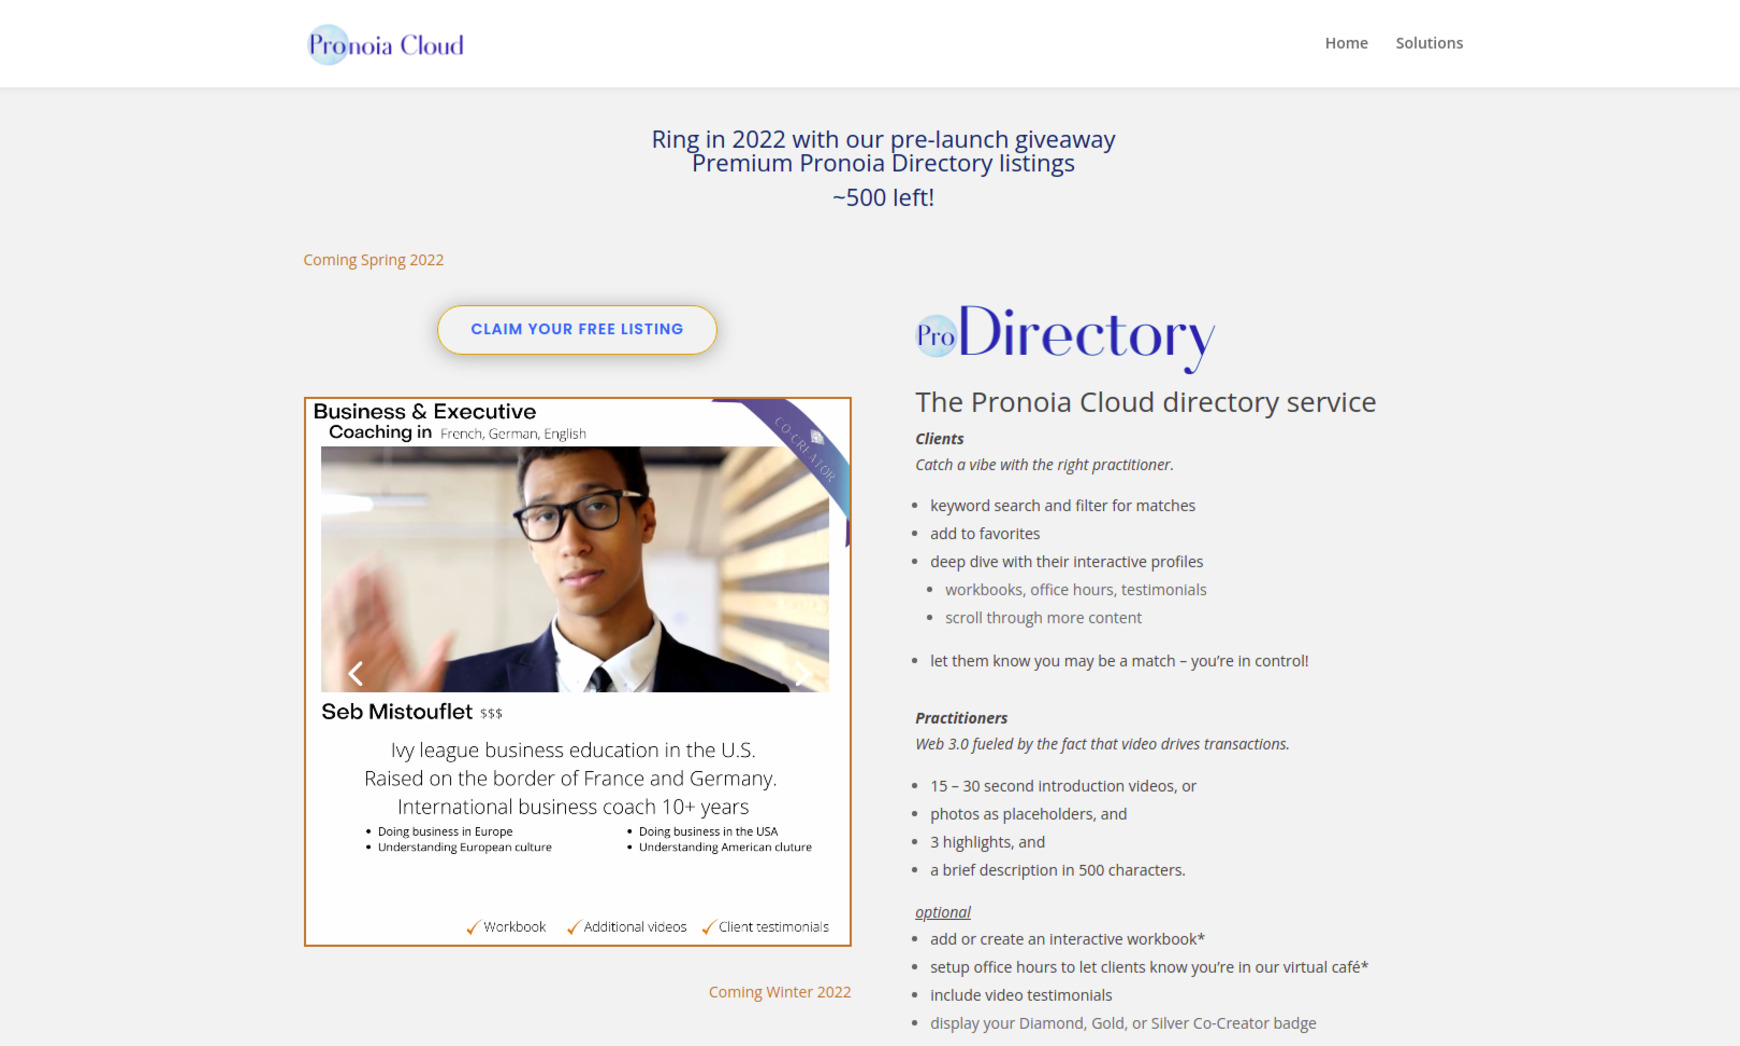 Pronoia Cloud
Home
Solutions
Ring in 2022 with our pre-launch giveaway
Premium Pronoia Directory listings
~500 left!
Coming Spring 2022
CLAIM YOUR FREE LISTING
Business & Executive
Coaching in French, German, English
CO-CREATOR
Seb Mistouflet $$$
Ivy league business education in the U.S.
Raised on the border of France and Germany.
International business coach 10+ years
Doing business in Europe
Understanding European culture
Doing business in the USA
Understanding American cluture
Workbook
Additional videos
Client testimonials
Coming Winter 2022
Pro Directory
The Pronoia Cloud directory service
Clients
Catch a vibe with the right practitioner.
keyword search and filter for matches
add to favorites
deep dive with their interactive profiles
workbooks, office hours, testimonials
scroll through more content
let them know you may be a match – you’re in control!
Practitioners
Web 3.0 fueled by the fact that video drives transactions.
15 – 30 second introduction videos, or
photos as placeholders, and
3 highlights, and
a brief description in 500 characters.
optional
add or create an interactive workbook*
setup office hours to let clients know you’re in our virtual café*
include video testimonials
display your Diamond, Gold, or Silver Co-Creator badge